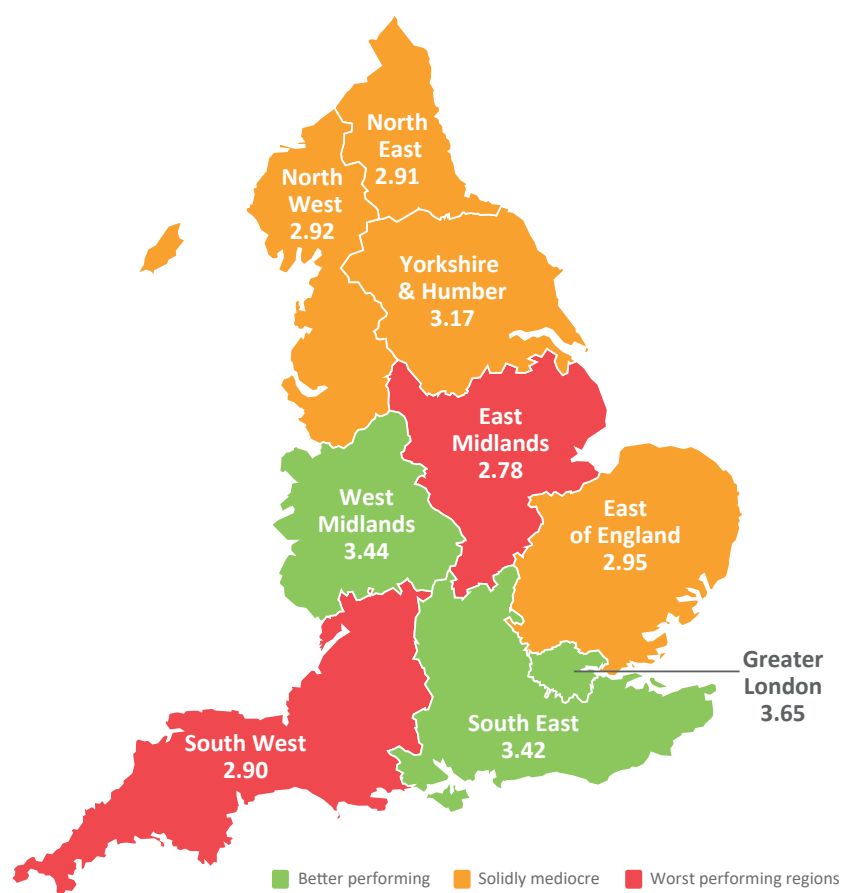 North
East
2.91
North
West
2.92
Yorkshire
& Humber
3.17
East
Midlands
2.78
West
Midlands
3.44
East
of England
2.95
Greater
London
3.65
South East
3.42
South West
2.90
Better performing
Solidly mediocre
Worst performing regions